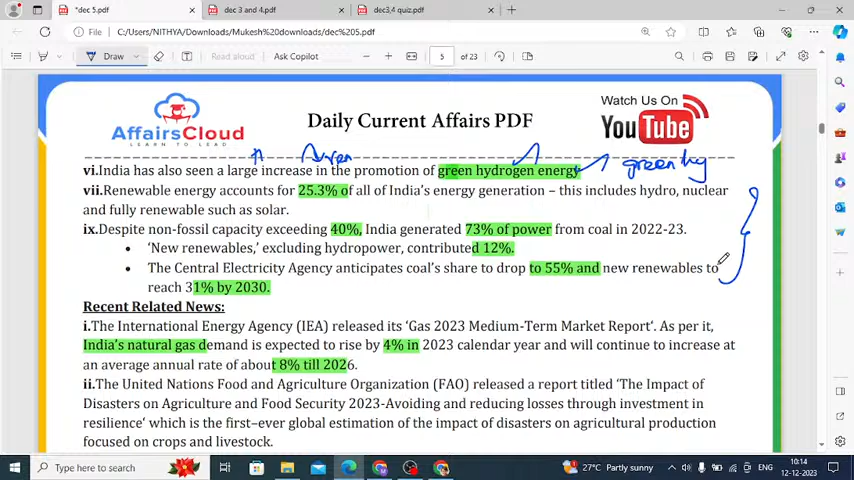 *dec 5.pdf
dec 3 and 4.pdf
dec3,4 quiz.pdf
File
C:/Users/NITHYA/Downloads/Mukesh%20downloads/dec%205.pdf
Draw
Read aloud
Ask Copilot
5
of 23
AffairsCloud
LEARN TO LEAD
Daily Current Affairs PDF
Watch Us On
YouTube
green hy
vi.India has also seen a large increase in the promotion of green hydrogen energy
vii.Renewable energy accounts for 25.3% of all of India's energy generation – this includes hydro, nuclear
and fully renewable such as solar.
ix.Despite non-fossil capacity exceeding 40%, India generated 73% of power from coal in 2022-23.
• 'New renewables,' excluding hydropower, contributed 12%.
• The Central Electricity Agency anticipates coal's share to drop to 55% and new renewables to
reach 31% by 2030.
Recent Related News:
i.The International Energy Agency (IEA) released its 'Gas 2023 Medium-Term Market Report'. As per it,
India's natural gas demand is expected to rise by 4% in 2023 calendar year and will continue to increase at
an average annual rate of about 8% till 2026.
ii.The United Nations Food and Agriculture Organization (FAO) released a report titled 'The Impact of
Disasters on Agriculture and Food Security 2023-Avoiding and reducing losses through investment in
resilience' which is the first-ever global estimation of the impact of disasters on agricultural production
focused on crops and livestock.
Type here to search
27°C Partly sunny
ENG
10:14
12-12-2023